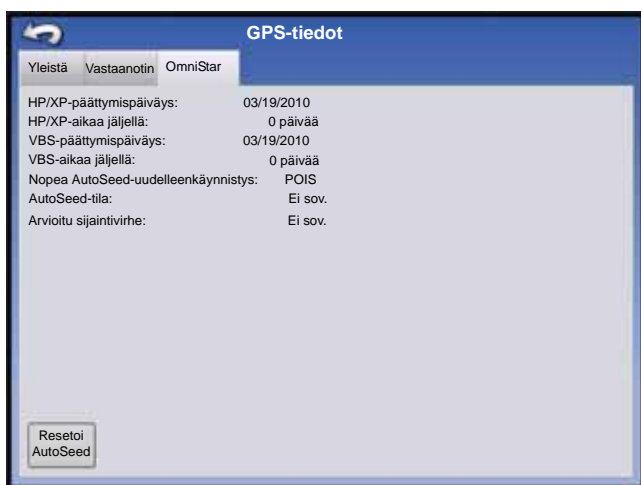 GPS-tiedot
Yleistä Vastaanotin OmniStar
HP/XP-päättymispäiväys: 03/19/2010
HP/XP-aikaa jäljellä: 0 päivää
VBS-päättymispäiväys: 03/19/2010
VBS-aikaa jäljellä: 0 päivää
Nopea AutoSeed-uudelleenkäynnistys: POIS
AutoSeed-tila: Ei sov.
Arvioitu sijaintivirhe: Ei sov.
Resetoi
AutoSeed